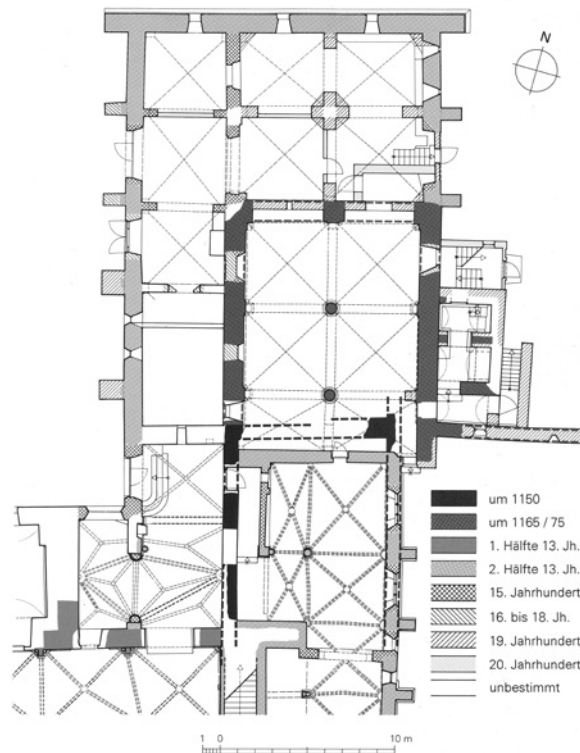 N
um 1150
um 1165 / 75
1. Hälfte 13. Jh.
2. Hälfte 13. Jh.
15. Jahrhundert
16. bis 18. Jh.
19. Jahrhundert
20. Jahrhundert
unbestimmt
1 0 10 m